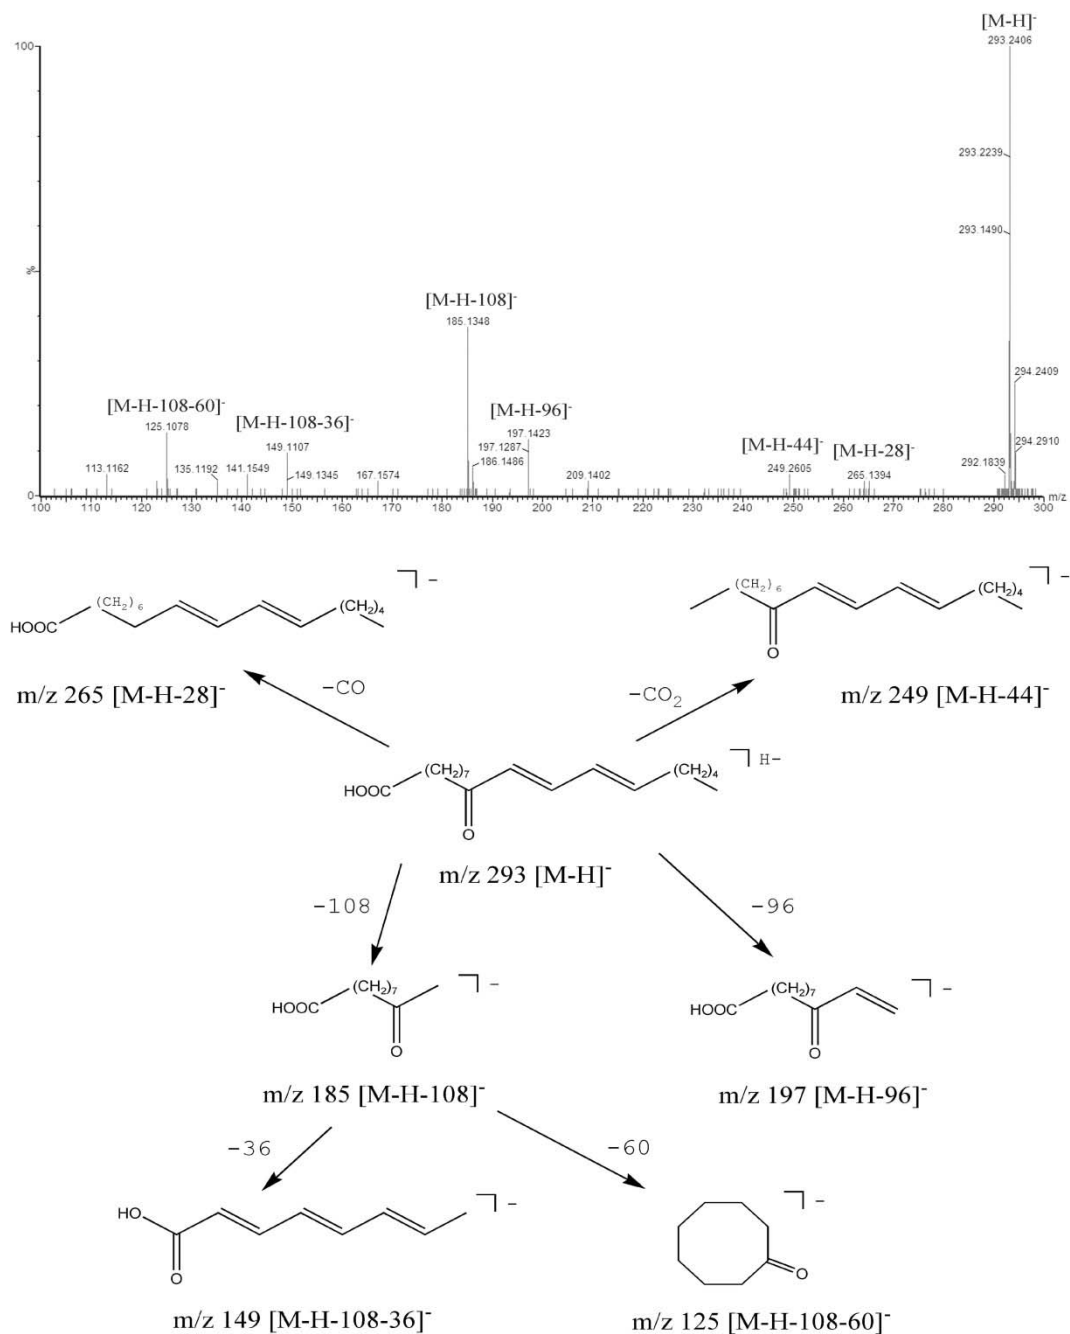 [M-H]-
293.2406
100
293.2239
293.1490
%
[M-H-108]-
185.1348
[M-H-108-60]-
125.1078
[M-H-108-36]-
149.1107
[M-H-96]-
197.1423
197.1287
186.1486
[M-H-44]-
249.2605
[M-H-28]-
265.1394
294.2409
294.2910
292.1839
113.1162
135.1192
141.1549
149.1345
167.1574
209.1402
0
100 110 120 130 140 150 160 170 180 190 200 210 220 230 240 250 260 270 280 290 300 m/z
(CH2)6 (CH2)4 HOOC -
(CH2)6 (CH2)4 O -
m/z 265 [M-H-28]-
m/z 249 [M-H-44]-
-CO
-CO2
HOOC (CH2)7 (CH2)4 O H-
m/z 293 [M-H]-
-108
-96
HOOC (CH2)7 O -
HOOC (CH2)7 O -
m/z 185 [M-H-108]-
m/z 197 [M-H-96]-
-36
-60
HO O -
O -
m/z 149 [M-H-108-36]-
m/z 125 [M-H-108-60]-